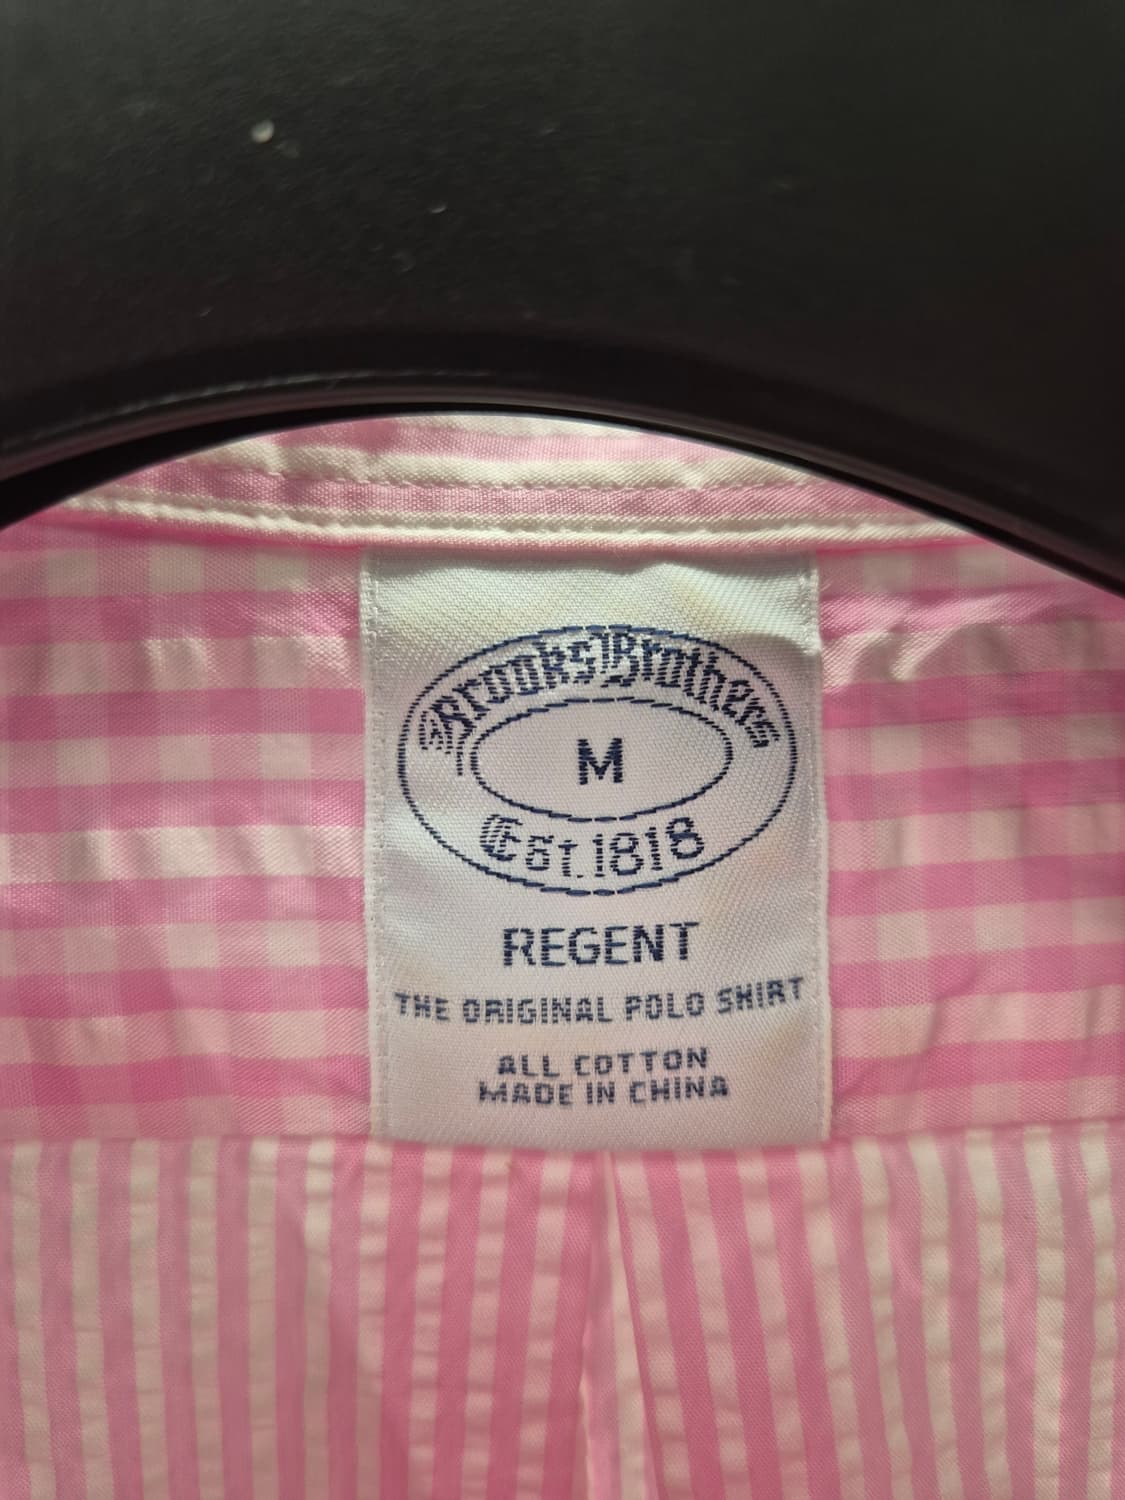 Brooks Brothers
M
Est. 1818
REGENT
THE ORIGINAL POLO SHIRT
ALL COTTON
MADE IN CHINA